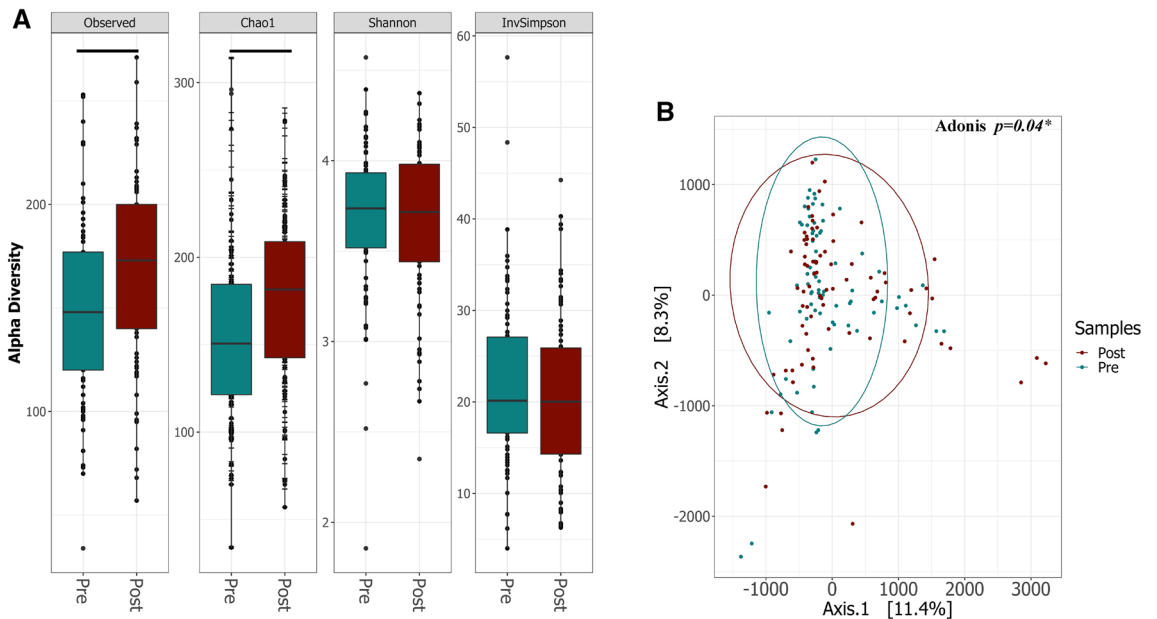 A
Observed
Chao1
Shannon
InvSimpson
Alpha Diversity
200
100
300
200
100
4
3
2
60
50
40
30
20
10
Pre
Post
Pre
Post
Pre
Post
Pre
Post
B
Adonis p=0.04*
Axis.2 [8.3%]
1000
0
-1000
-2000
-1000
0
1000
2000
3000
Axis.1 [11.4%]
Samples
Post
Pre